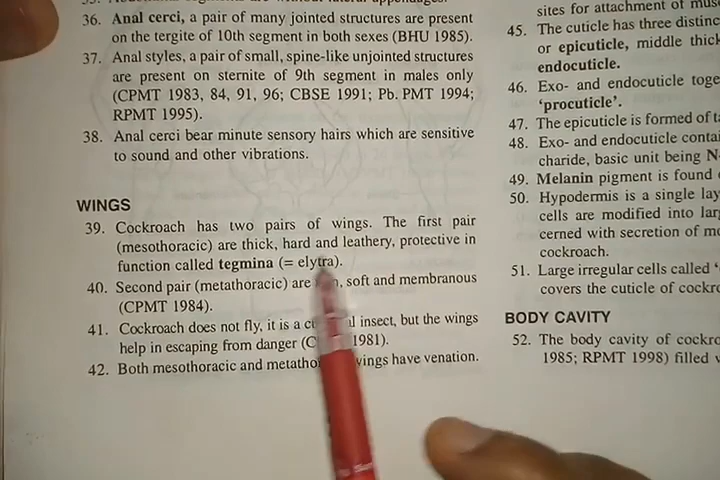 36. Anal cerci, a pair of many jointed structures are present
on the tergite of 10th segment in both sexes (BHU 1985).
37. Anal styles, a pair of small, spine-like unjointed structures
are present on sternite of 9th segment in males only
(CPMT 1983, 84, 91, 96; CBSE 1991; Pb. PMT 1994;
RPMT 1995).
38. Anal cerci bear minute sensory hairs which are sensitive
to sound and other vibrations.
WINGS
39. Cockroach has two pairs of wings. The first pair
(mesothoracic) are thick, hard and leathery, protective in
function called tegmina (= elytra).
40. Second pair (metathoracic) are soft and membranous
(CPMT 1984).
41. Cockroach does not fly, it is a insect, but the wings
help in escaping from danger 1981).
42. Both mesothoracic and wings have venation.
sites for attachment of
45. The cuticle has three
or epicuticle, middle
endocuticle.
46. Exo- and endocuticle
'procuticle'.
47. The epicuticle is formed of
48. Exo- and endocuticle
charide, basic unit being
49. Melanin pigment is found
50. Hypodermis is a single
cells are modified into
cerned with secretion of
cockroach.
51. Large irregular cells called
covers the cuticle of
BODY CAVITY
52. The body cavity of
1985; RPMT 1998) filled